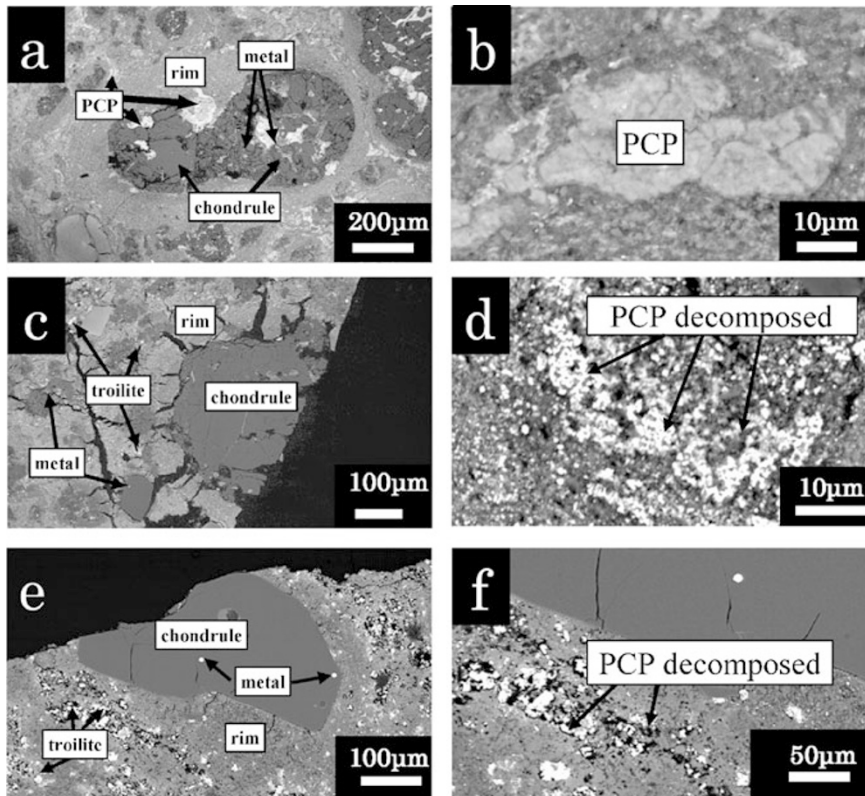 a
metal
rim
PCP
chondrule
200μm
b
PCP
10μm
c
rim
troilite
chondrule
metal
100μm
d
PCP decomposed
10μm
e
chondrule
metal
troilite
rim
100μm
f
PCP decomposed
50μm